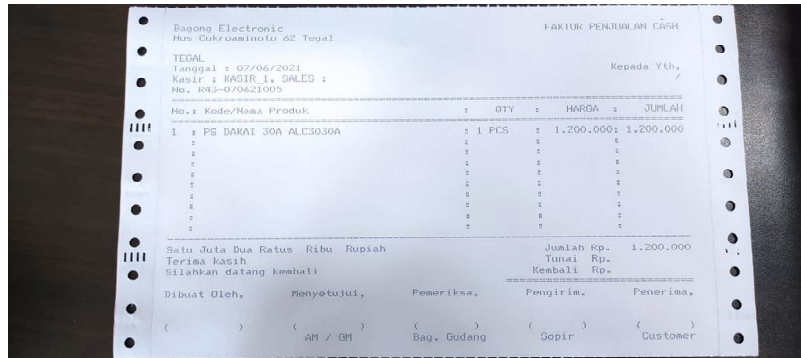 Bagong Electronic
FAKTUR PENJUALAN CASH
Hos Cokroaminoto 62 Tegal
TEGAL
Tanggal : 07/06/2021
Kepada Yth,
Kasir : KASIR 1, SALES :
/
No. R43-070621005
No.: Kode/Nama Produk : QTY : HARGA : JUMLAH
1 : PS DAKAI 30A ALC3030A : 1 PCS : 1.200.000: 1.200.000
Satu Juta Dua Ratus Ribu Rupiah Jumlah Rp. 1.200.000
Terima kasih Tunai Rp.
Silahkan datang kembali Kembali Rp.
Dibuat Oleh, Menyetujui, Pemeriksa, Pengirim, Penerima,
( ) ( ) ( ) ( ) ( )
AM / GM Bag. Gudang Sopir Customer